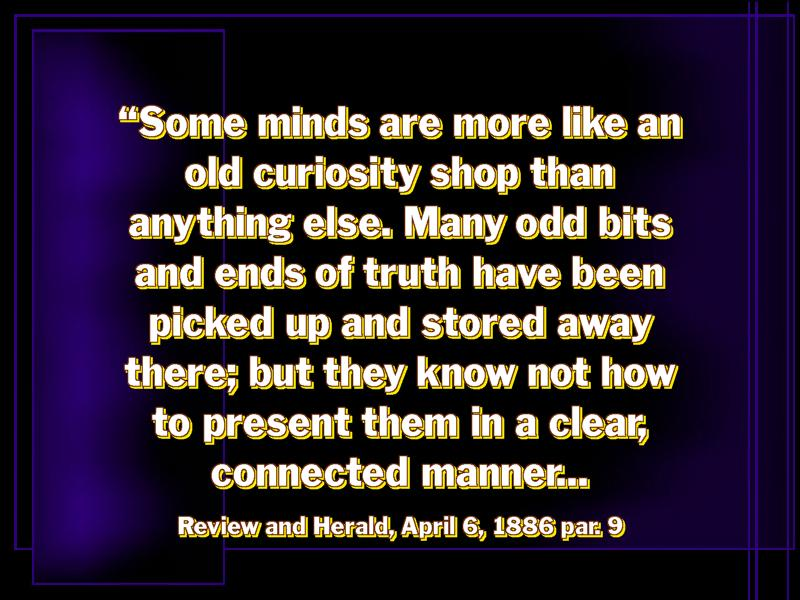 “Some minds are more like an
old curiosity shop than
anything else. Many odd bits
and ends of truth have been
picked up and stored away
there; but they know not how
to present them in a clear,
connected manner...
Review and Herald, April 6, 1886 par. 9